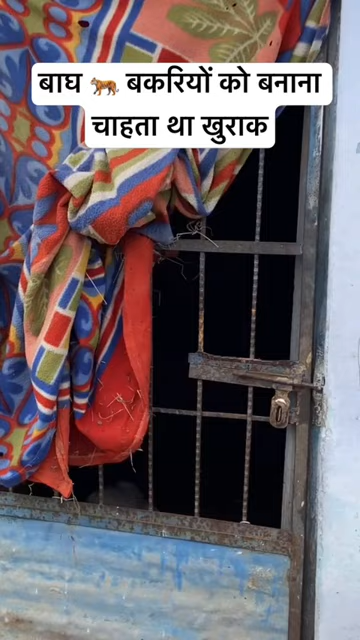 बाघ 🐅 बकरियों को बनाना
चाहता था खुराक